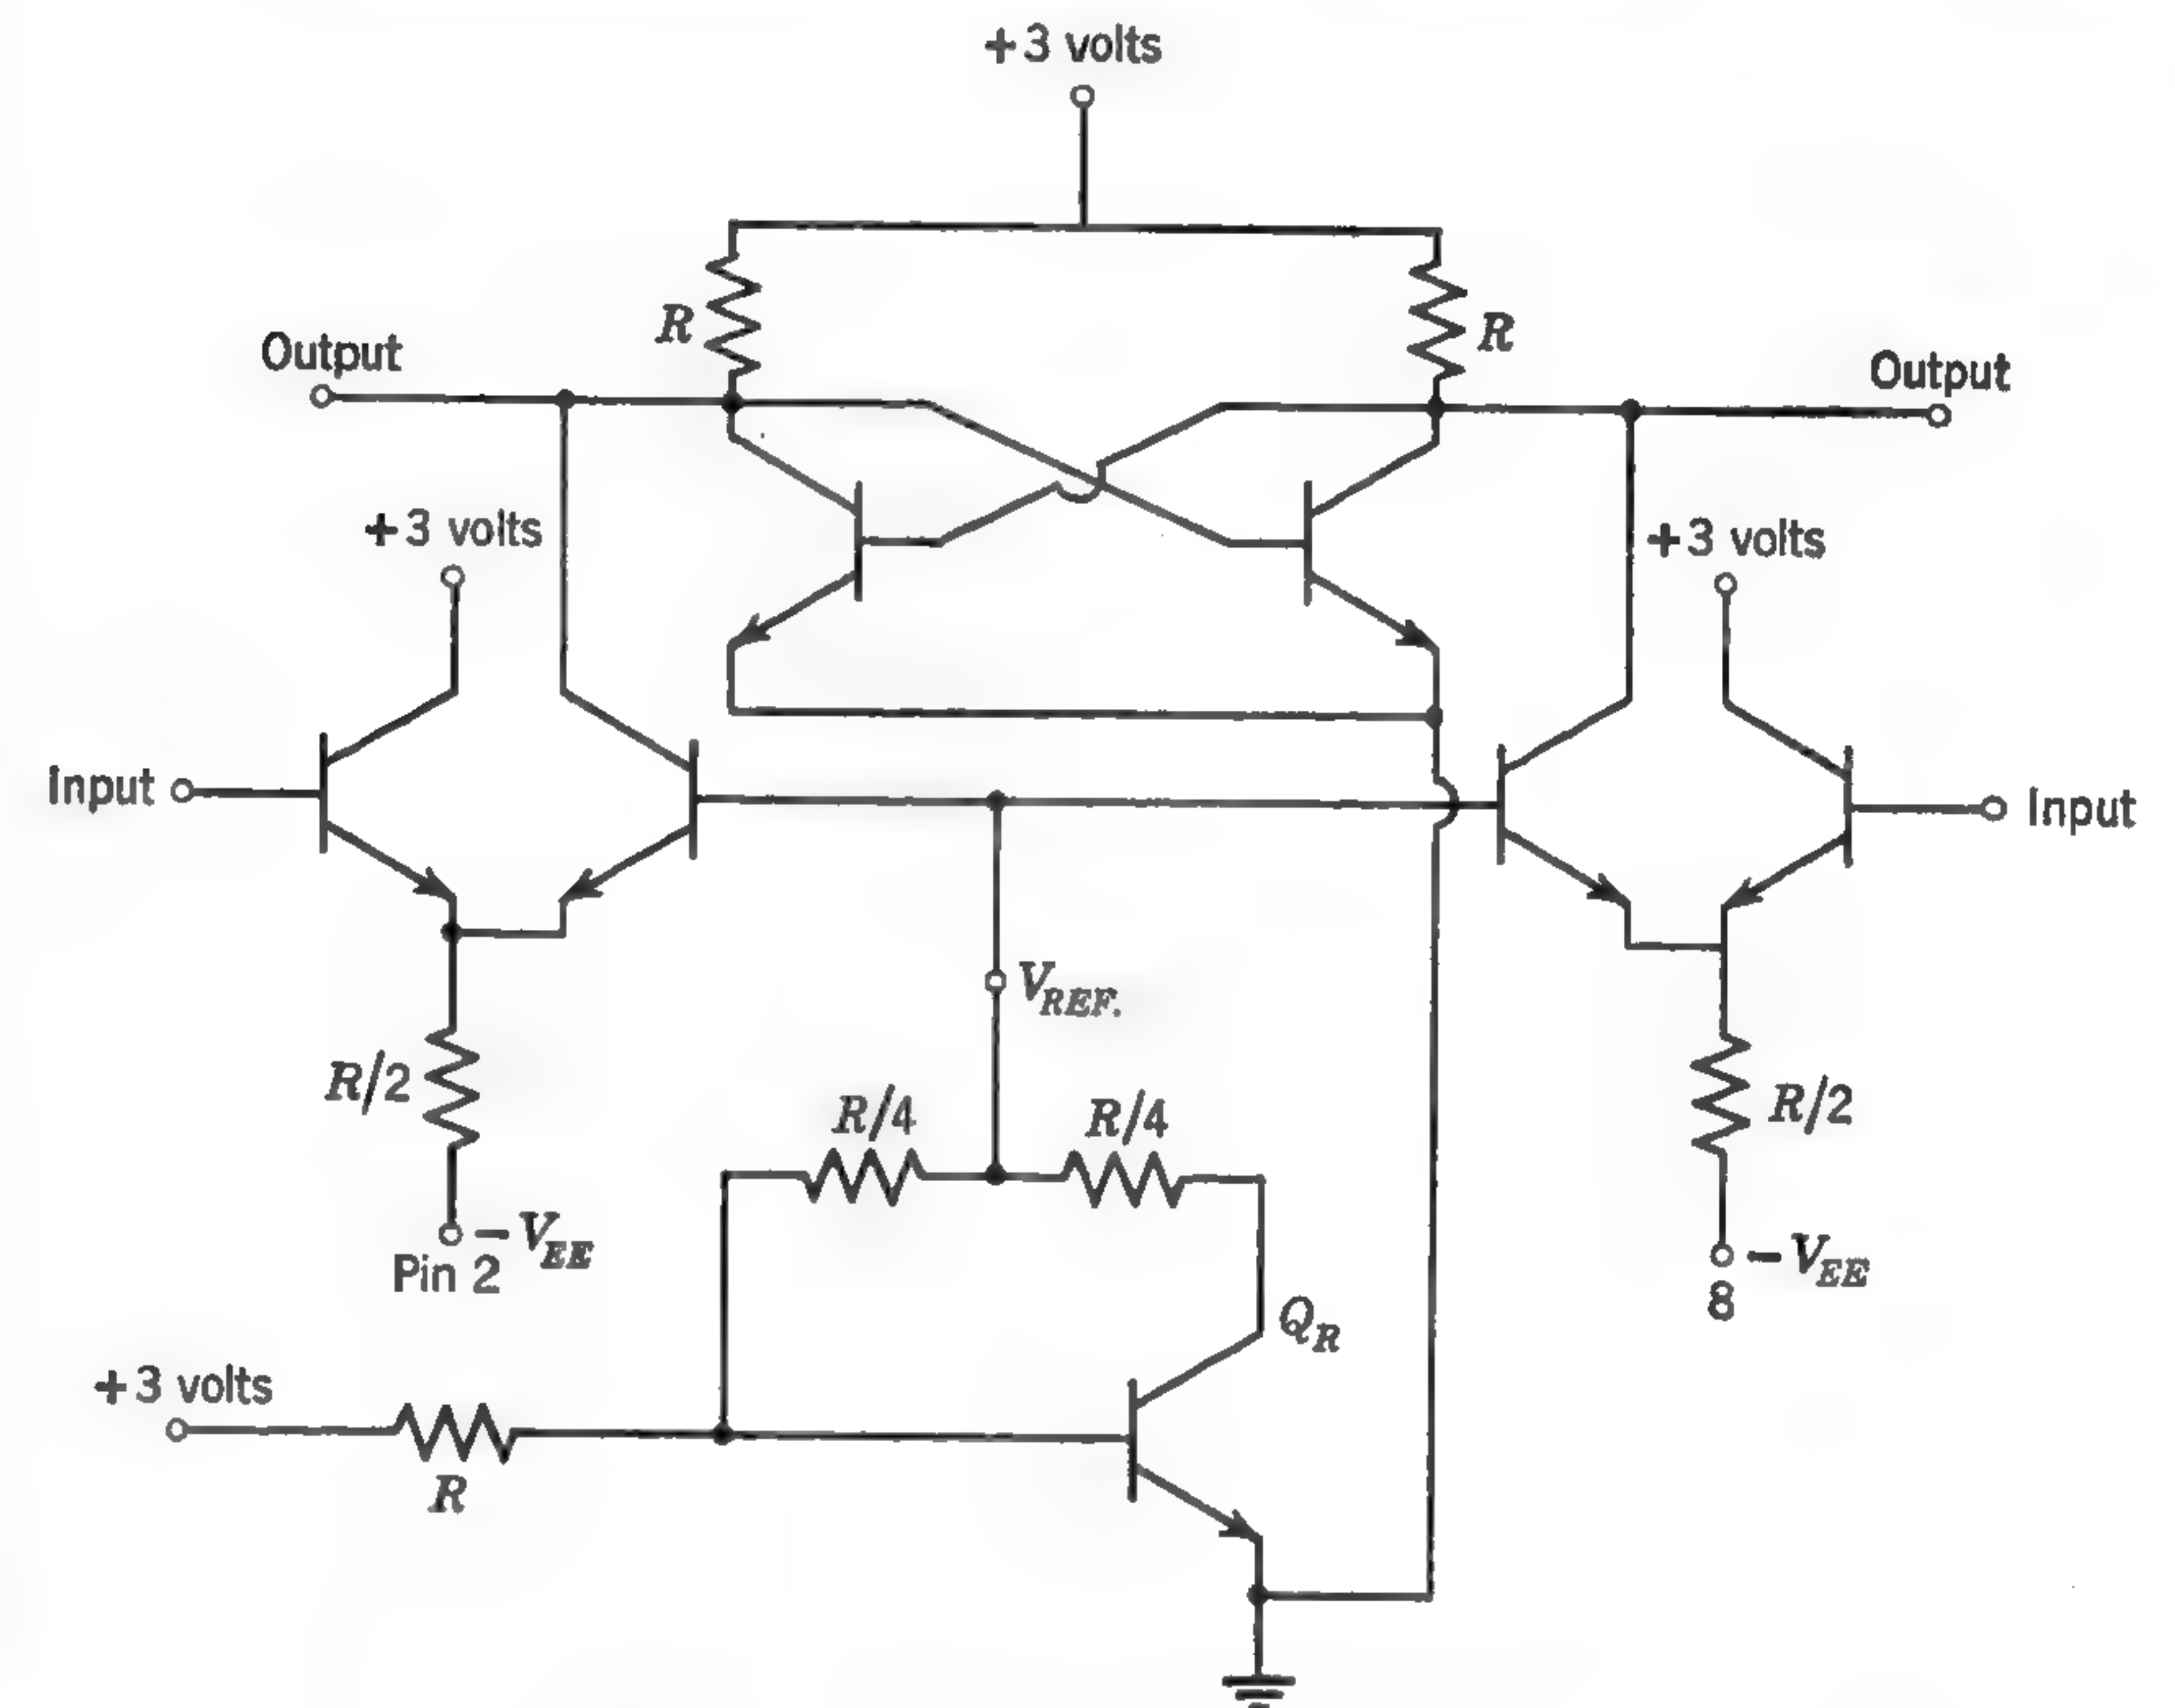 +3 volts
R
R
Output
Output
+3 volts
+3 volts
Input
Input
V_REF.
R/2
R/4
R/4
R/2
-V_EE
Pin 2
-V_EE
8
Q_R
+3 volts
R